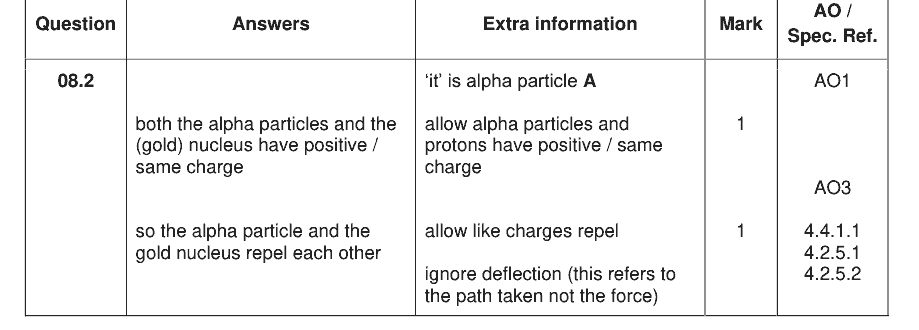 Question Answers Extra information Mark AO /
Spec. Ref.
08.2 'it' is alpha particle A AO1
both the alpha particles and the allow alpha particles and 1
(gold) nucleus have positive / protons have positive / same
same charge charge
AO3
so the alpha particle and the allow like charges repel 1 4.4.1.1
gold nucleus repel each other 4.2.5.1
ignore deflection (this refers to 4.2.5.2
the path taken not the force)